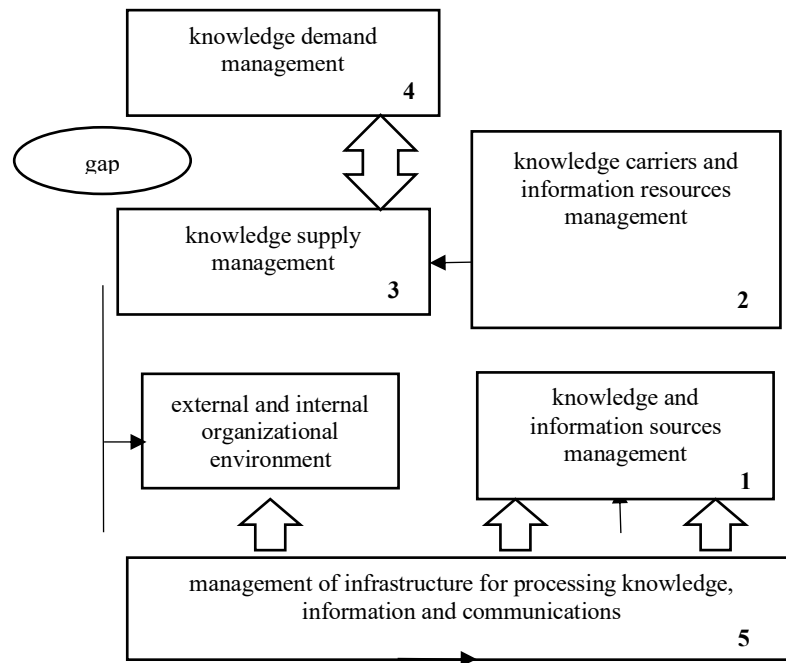 knowledge demand
management
4
gap
knowledge carriers and
information resources
management
2
knowledge supply
management
3
external and internal
organizational
environment
knowledge and
information sources
management
1
management of infrastructure for processing knowledge,
information and communications
5